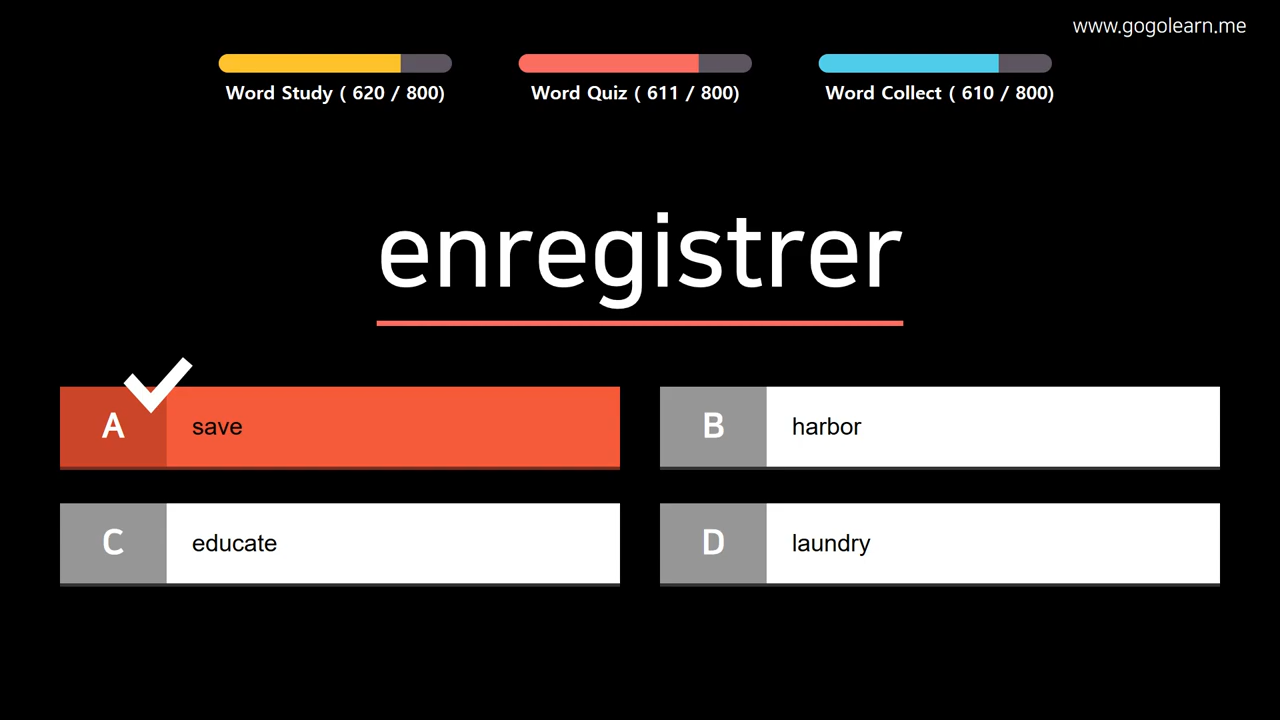 www.gogolearn.me
Word Study ( 620 / 800)
Word Quiz ( 611 / 800)
Word Collect ( 610 / 800)
enregistrer
A save
B harbor
C educate
D laundry